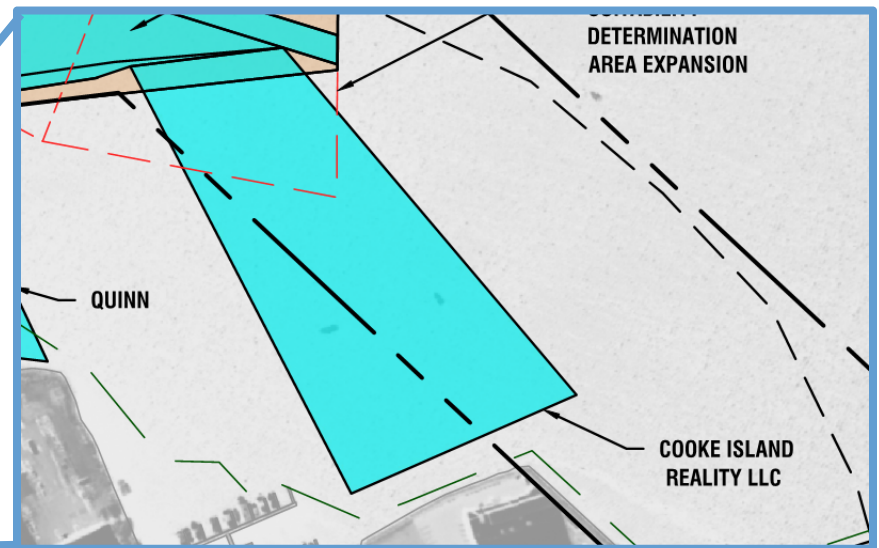 DETERMINATION
AREA EXPANSION
QUINN
COOKE ISLAND
REALITY LLC